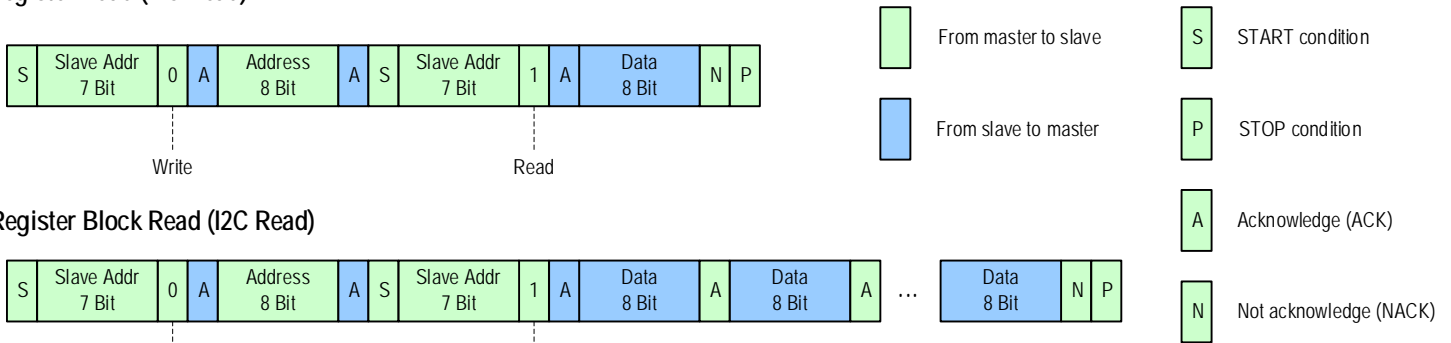 S Slave Addr 7 Bit 0 A Address 8 Bit A S Slave Addr 7 Bit 1 A Data 8 Bit N P
Write Read
Register Block Read (I2C Read)
S Slave Addr 7 Bit 0 A Address 8 Bit A S Slave Addr 7 Bit 1 A Data 8 Bit A Data 8 Bit A ... Data 8 Bit N P
From master to slave
From slave to master
S START condition
P STOP condition
A Acknowledge (ACK)
N Not acknowledge (NACK)